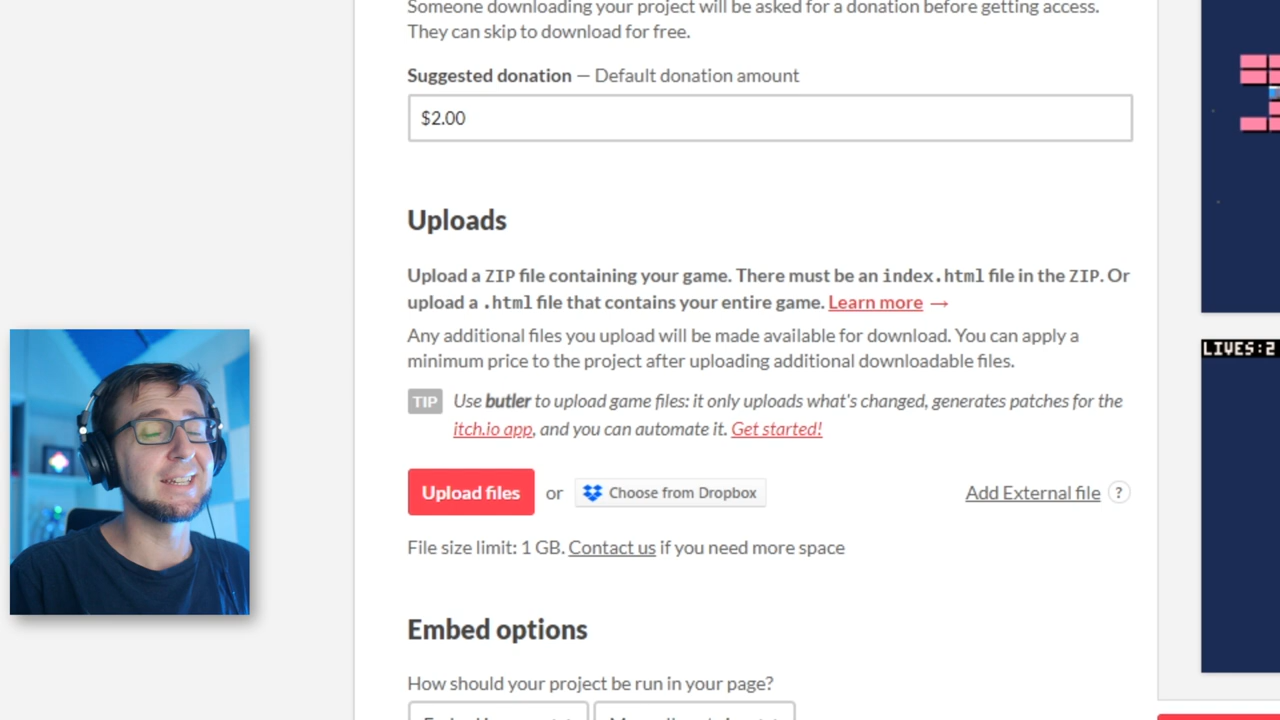 Someone downloading your project will be asked for a donation before getting access.
They can skip to download for free.
Suggested donation — Default donation amount
$2.00
Uploads
Upload a ZIP file containing your game. There must be an index.html file in the ZIP. Or
upload a .html file that contains your entire game. Learn more →
Any additional files you upload will be made available for download. You can apply a
minimum price to the project after uploading additional downloadable files.
TIP Use butler to upload game files: it only uploads what's changed, generates patches for the
itch.io app, and you can automate it. Get started!
Upload files or Choose from Dropbox Add External file ?
File size limit: 1 GB. Contact us if you need more space
Embed options
How should your project be run in your page?
LIVES:2